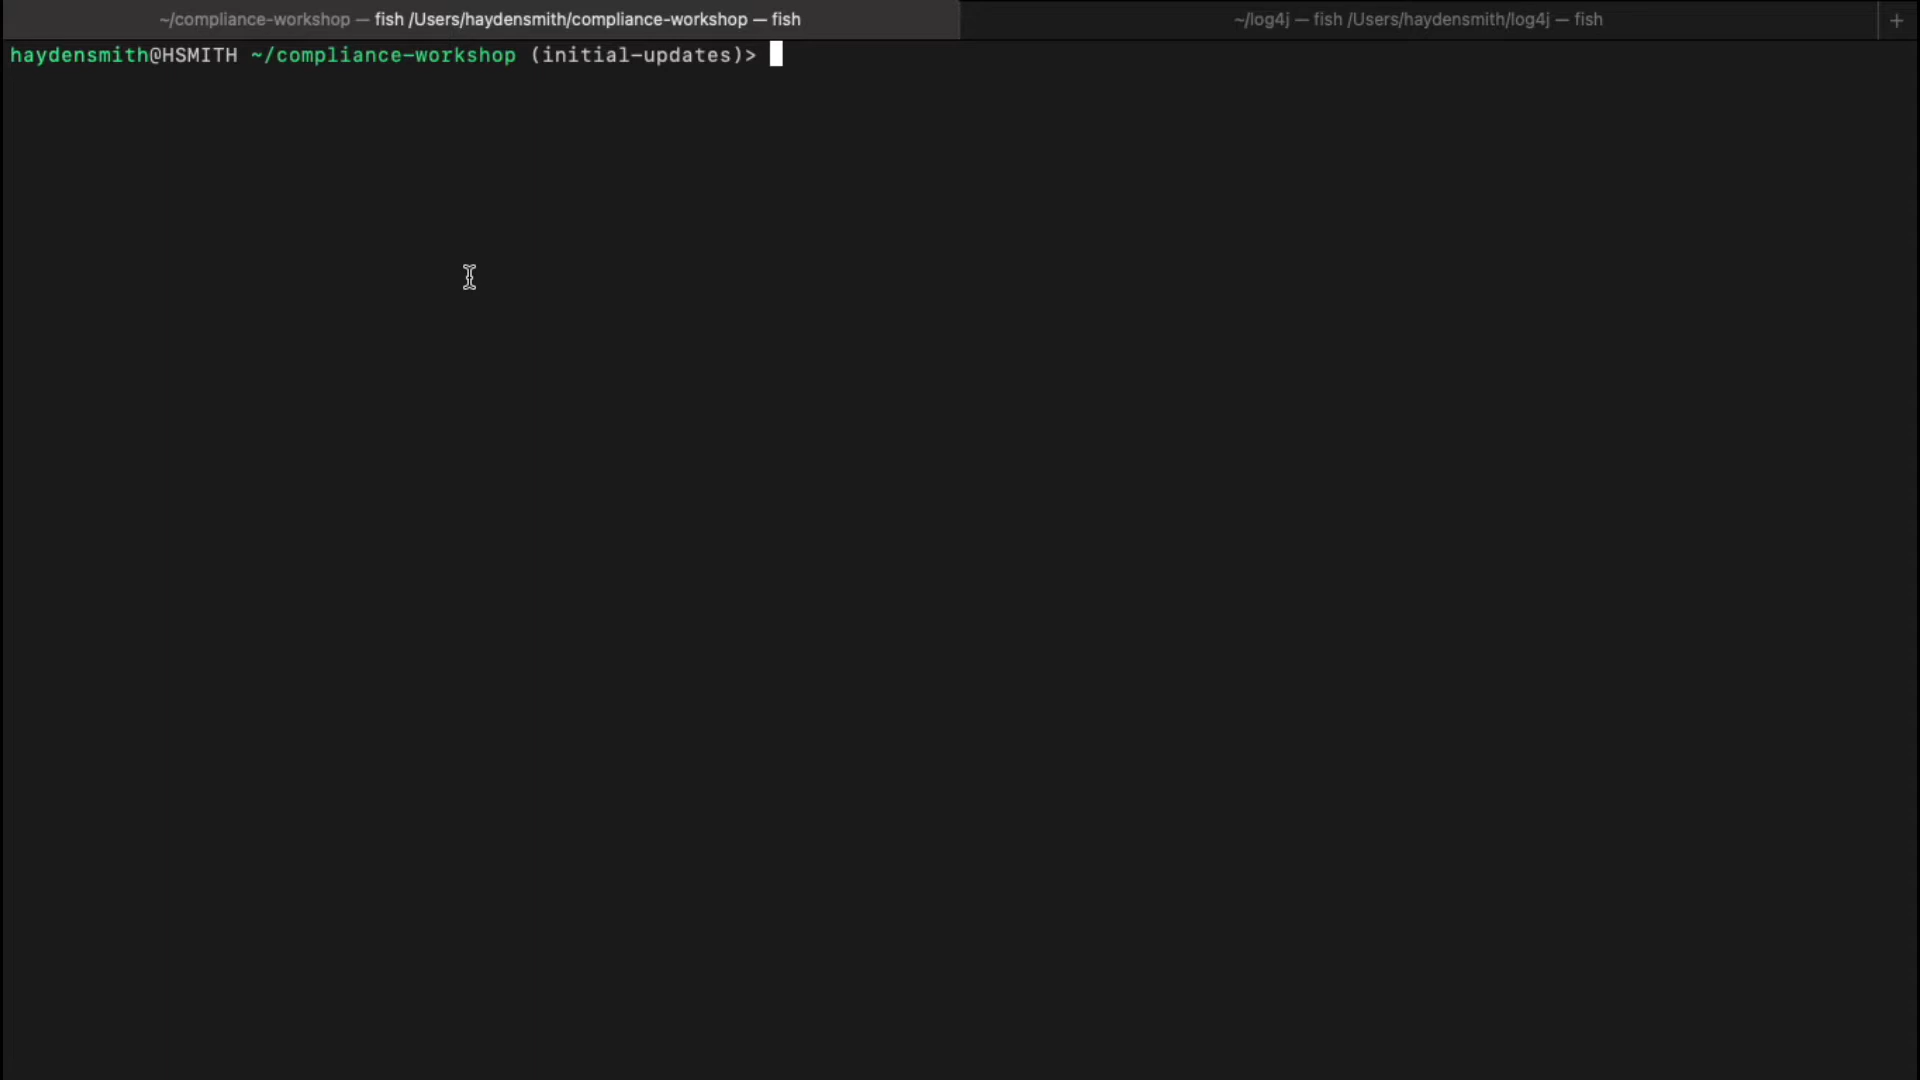 ~/compliance-workshop — fish /Users/haydensmith/compliance-workshop — fish
~/log4j — fish /Users/haydensmith/log4j — fish
+
haydensmith@HSMITH ~/compliance-workshop (initial-updates)>